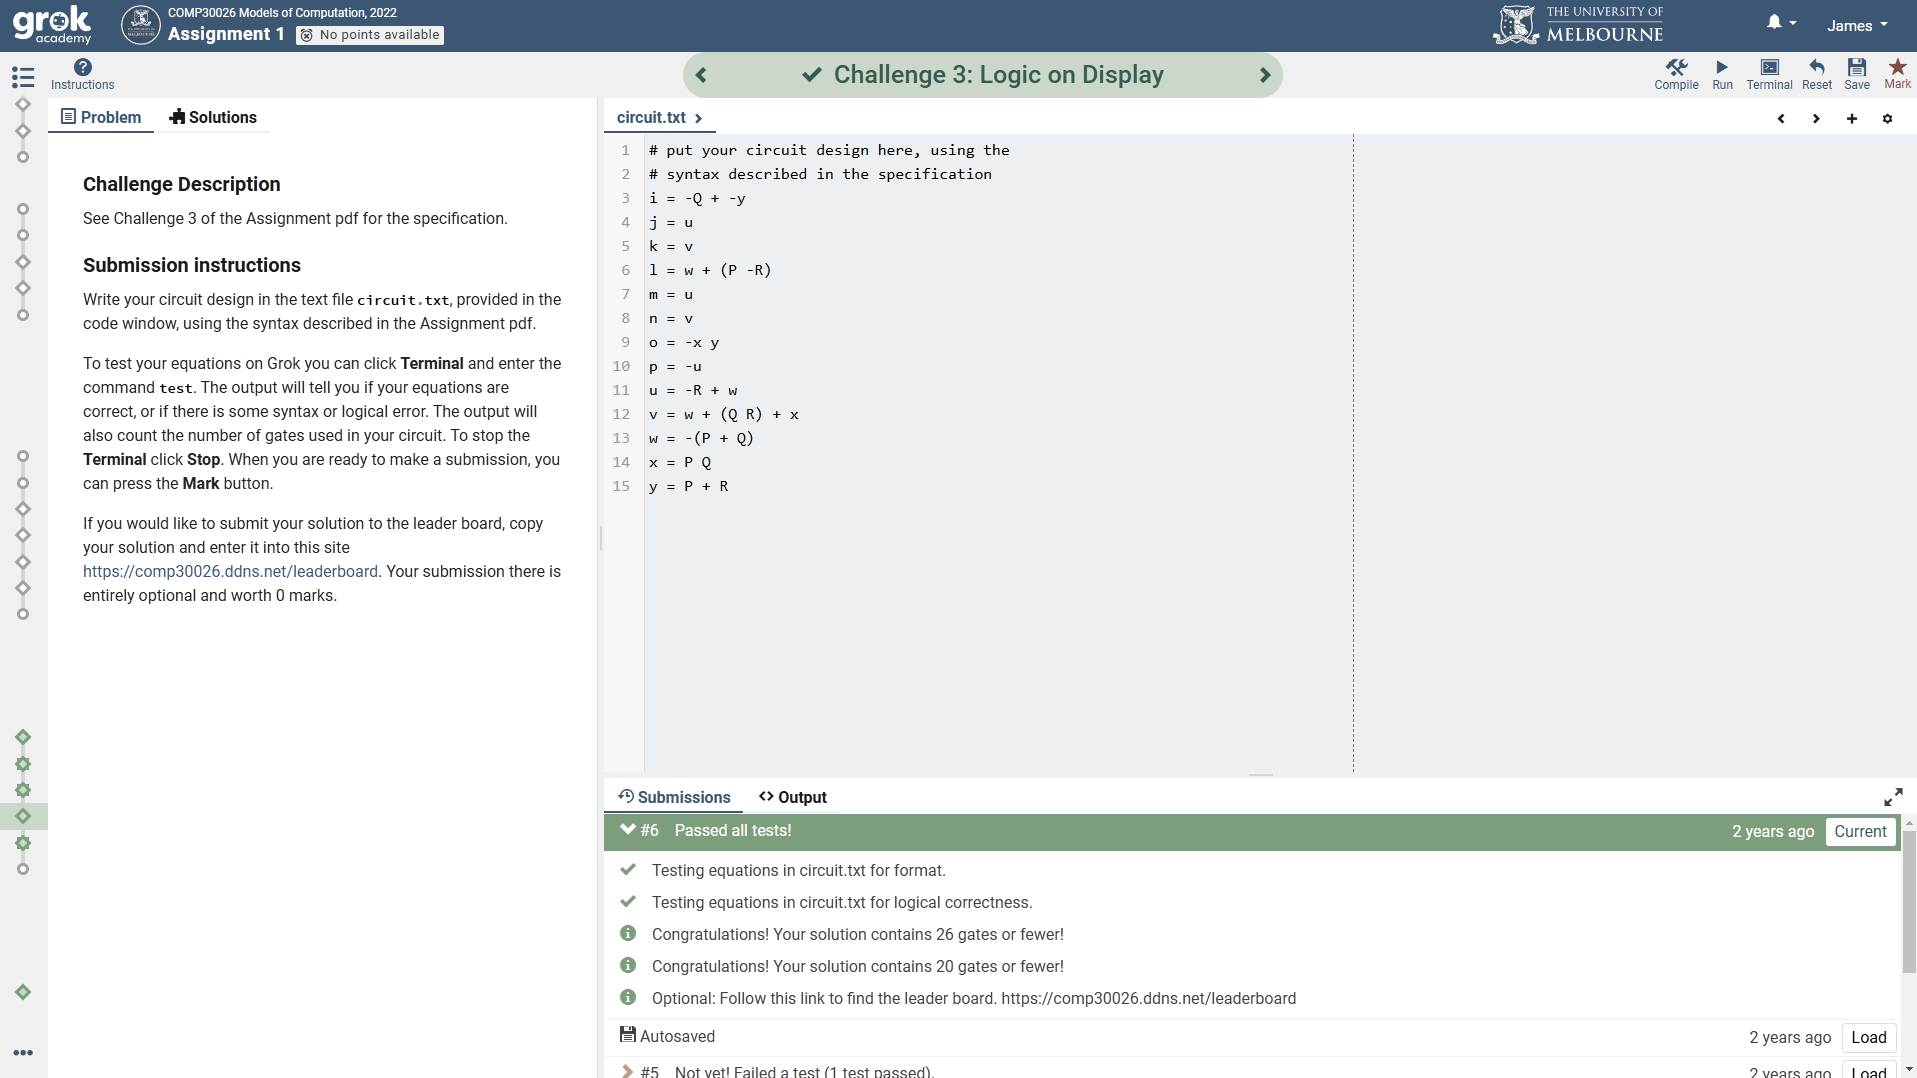 grok academy
COMP30026 Models of Computation, 2022
Assignment 1
No points available
THE UNIVERSITY OF
MELBOURNE
James
Instructions
Challenge 3: Logic on Display
Compile
Run
Terminal
Reset
Save
Mark
Problem
Solutions
Challenge Description
See Challenge 3 of the Assignment pdf for the specification.
Submission instructions
Write your circuit design in the text file circuit.txt, provided in the
code window, using the syntax described in the Assignment pdf.
To test your equations on Grok you can click Terminal and enter the
command test. The output will tell you if your equations are
correct, or if there is some syntax or logical error. The output will
also count the number of gates used in your circuit. To stop the
Terminal click Stop. When you are ready to make a submission, you
can press the Mark button.
If you would like to submit your solution to the leader board, copy
your solution and enter it into this site
https://comp30026.ddns.net/leaderboard. Your submission there is
entirely optional and worth 0 marks.
circuit.txt
1 # put your circuit design here, using the
2 # syntax described in the specification
3 i = -Q + -y
4 j = u
5 k = v
6 l = w + (P -R)
7 m = u
8 n = v
9 o = -x y
10 p = -u
11 u = -R + w
12 v = w + (Q R) + x
13 w = -(P + Q)
14 x = P Q
15 y = P + R
Submissions
Output
#6 Passed all tests! 2 years ago Current
Testing equations in circuit.txt for format.
Testing equations in circuit.txt for logical correctness.
Congratulations! Your solution contains 26 gates or fewer!
Congratulations! Your solution contains 20 gates or fewer!
Optional: Follow this link to find the leader board. https://comp30026.ddns.net/leaderboard
Autosaved 2 years ago Load
#5 Not yet! Failed a test (1 test passed). 2 years ago Load